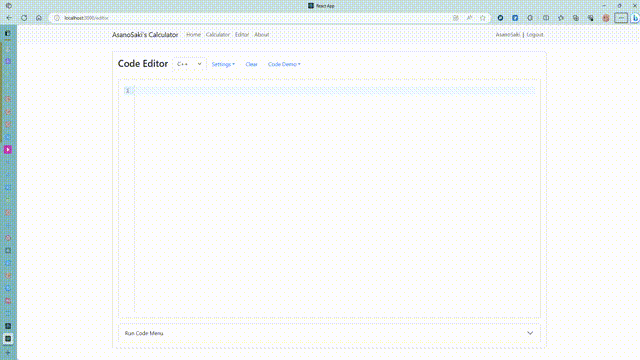 React App
localhost:3000/editor
AsanoSaki's Calculator Home Calculator Editor About AsanoSaki | Logout
Code Editor C++ Settings Clear Code Demo
1
Run Code Menu